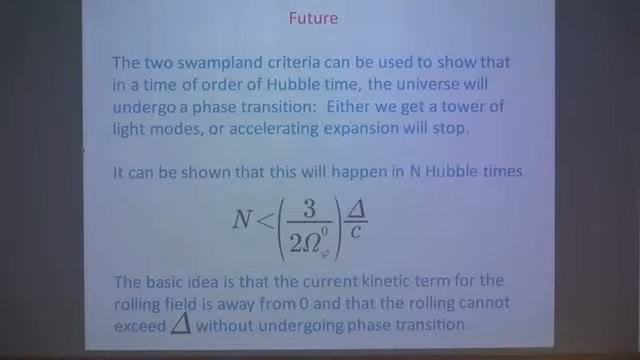 Future
The two swampland criteria can be used to show that
in a time of order of Hubble time, the universe will
undergo a phase transition: Either we get a tower of
light modes, or accelerating expansion will stop.
It can be shown that this will happen in N Hubble times
N < (3 / 2Ω_φ^0) Δ / c
The basic idea is that the current kinetic term for the
rolling field is away from 0 and that the rolling cannot
exceed Δ without undergoing phase transition.